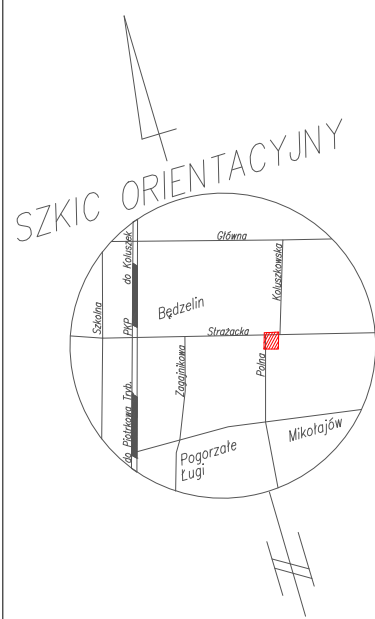 SZKIC ORIENTACYJNY
Główna
do Koluszek
Koluszkowska
Szkolna
PKP
Będzelin
Strażacka
Zagajnikowa
Polna
do Piotrkowa Tryb.
Mikołajów
Pogorzałe
Ługi